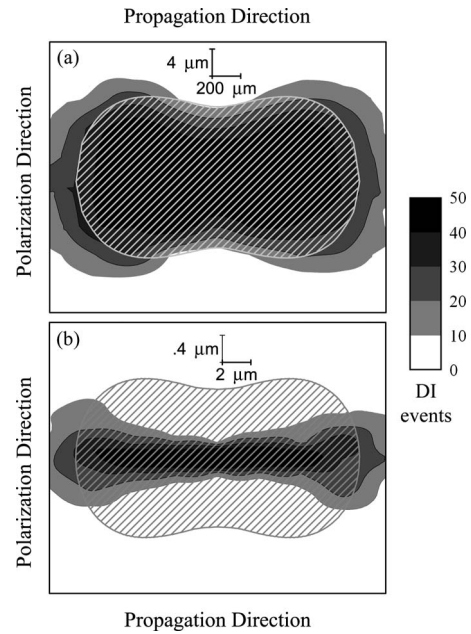 Propagation Direction
(a)
4 μm
200 μm
Polarization Direction
50
40
30
20
10
0
DI
events
(b)
.4 μm
2 μm
Polarization Direction
Propagation Direction